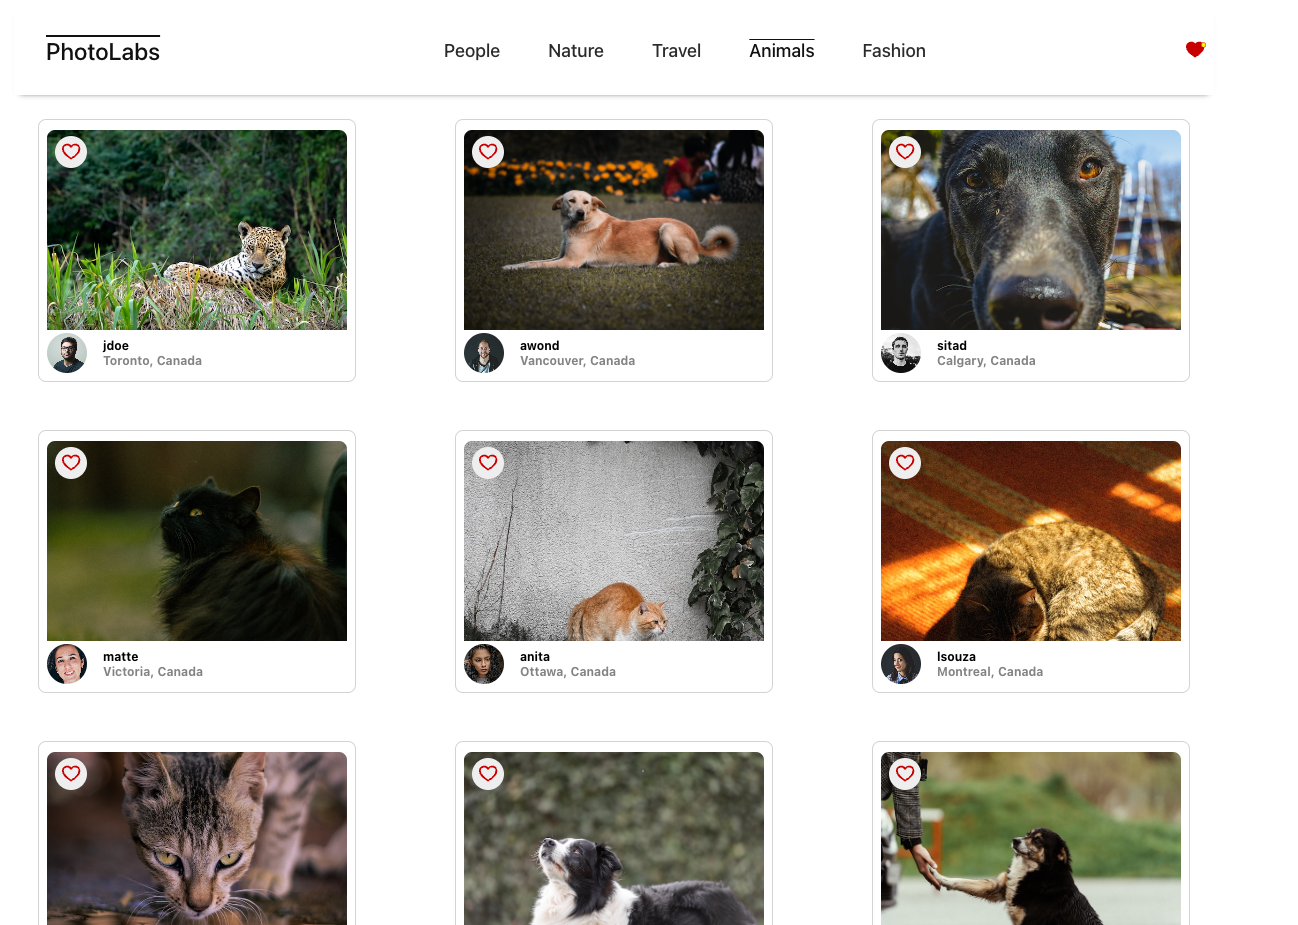 PhotoLabs
People
Nature
Travel
Animals
Fashion
jdoe
Toronto, Canada
awond
Vancouver, Canada
sitad
Calgary, Canada
matte
Victoria, Canada
anita
Ottawa, Canada
lsouza
Montreal, Canada